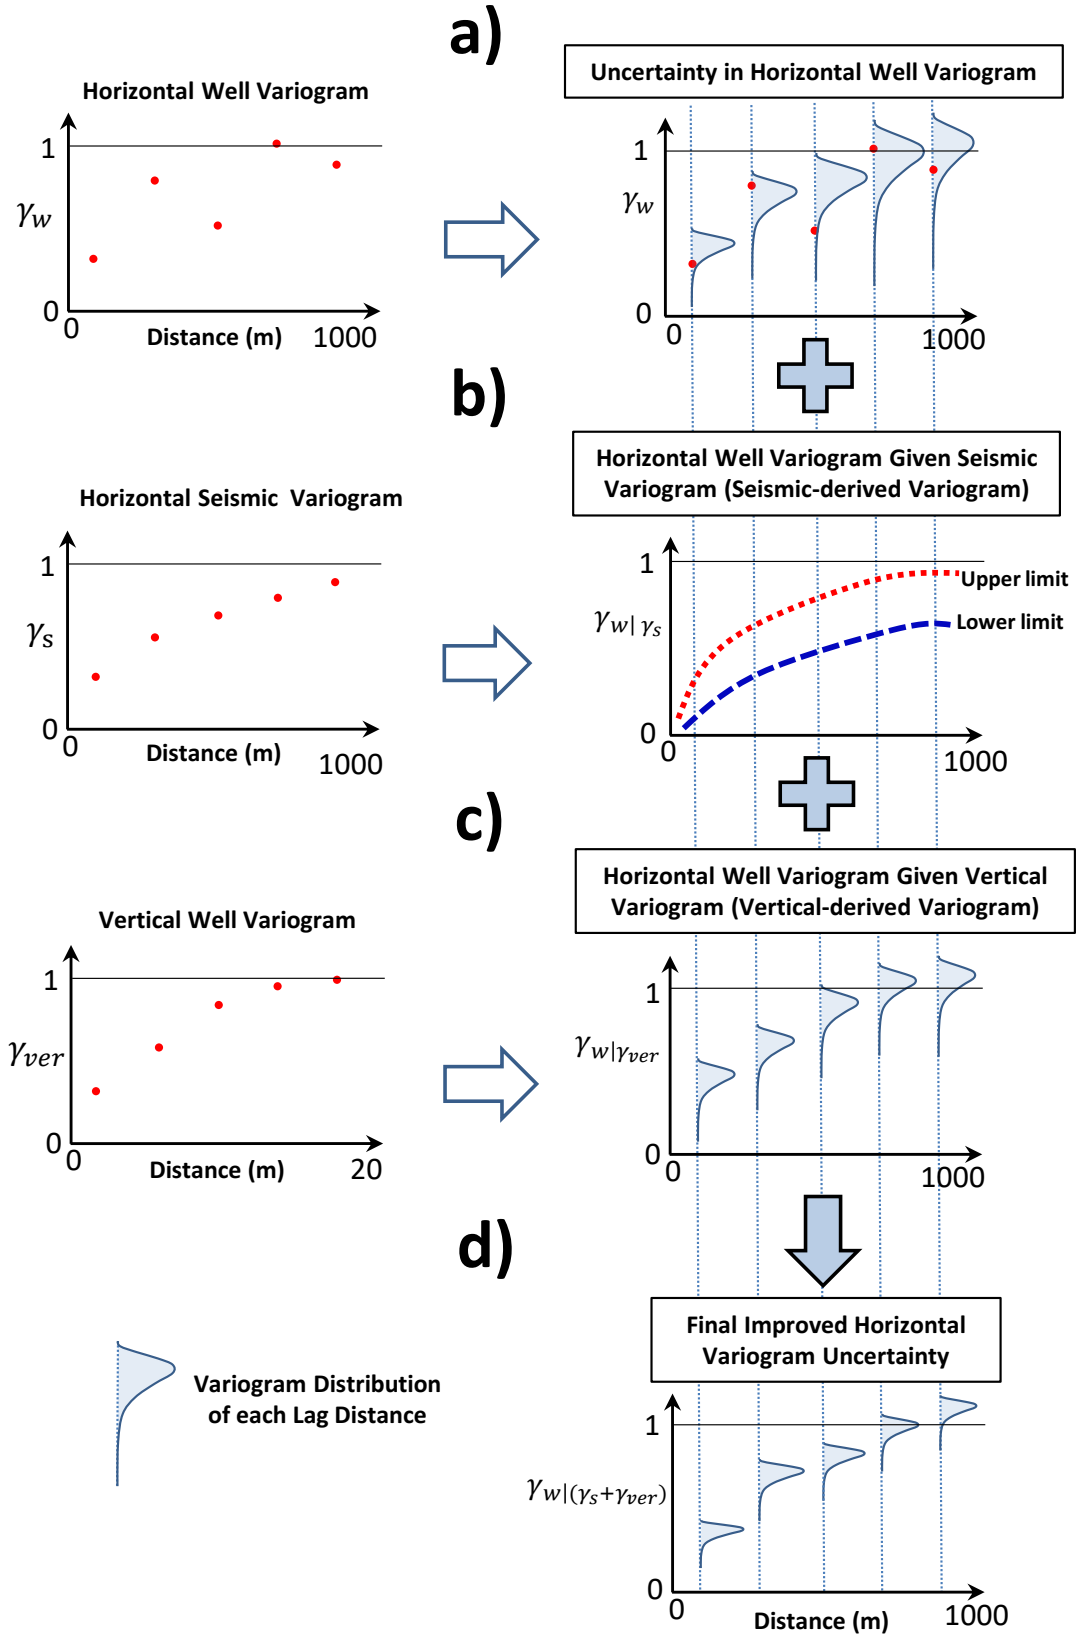 a)
Horizontal Well Variogram
1
γw
0
0
Distance (m)
1000
Uncertainty in Horizontal Well Variogram
1
γw
0
0
1000
b)
Horizontal Seismic Variogram
1
γs
0
0
Distance (m)
1000
Horizontal Well Variogram Given Seismic
Variogram (Seismic-derived Variogram)
1
γw| γs
Upper limit
Lower limit
0
0
1000
c)
Vertical Well Variogram
1
γver
0
0
Distance (m)
20
Horizontal Well Variogram Given Vertical
Variogram (Vertical-derived Variogram)
1
γw|γver
0
0
1000
d)
Variogram Distribution
of each Lag Distance
Final Improved Horizontal
Variogram Uncertainty
1
γw|(γs+γver)
0
0
Distance (m)
1000